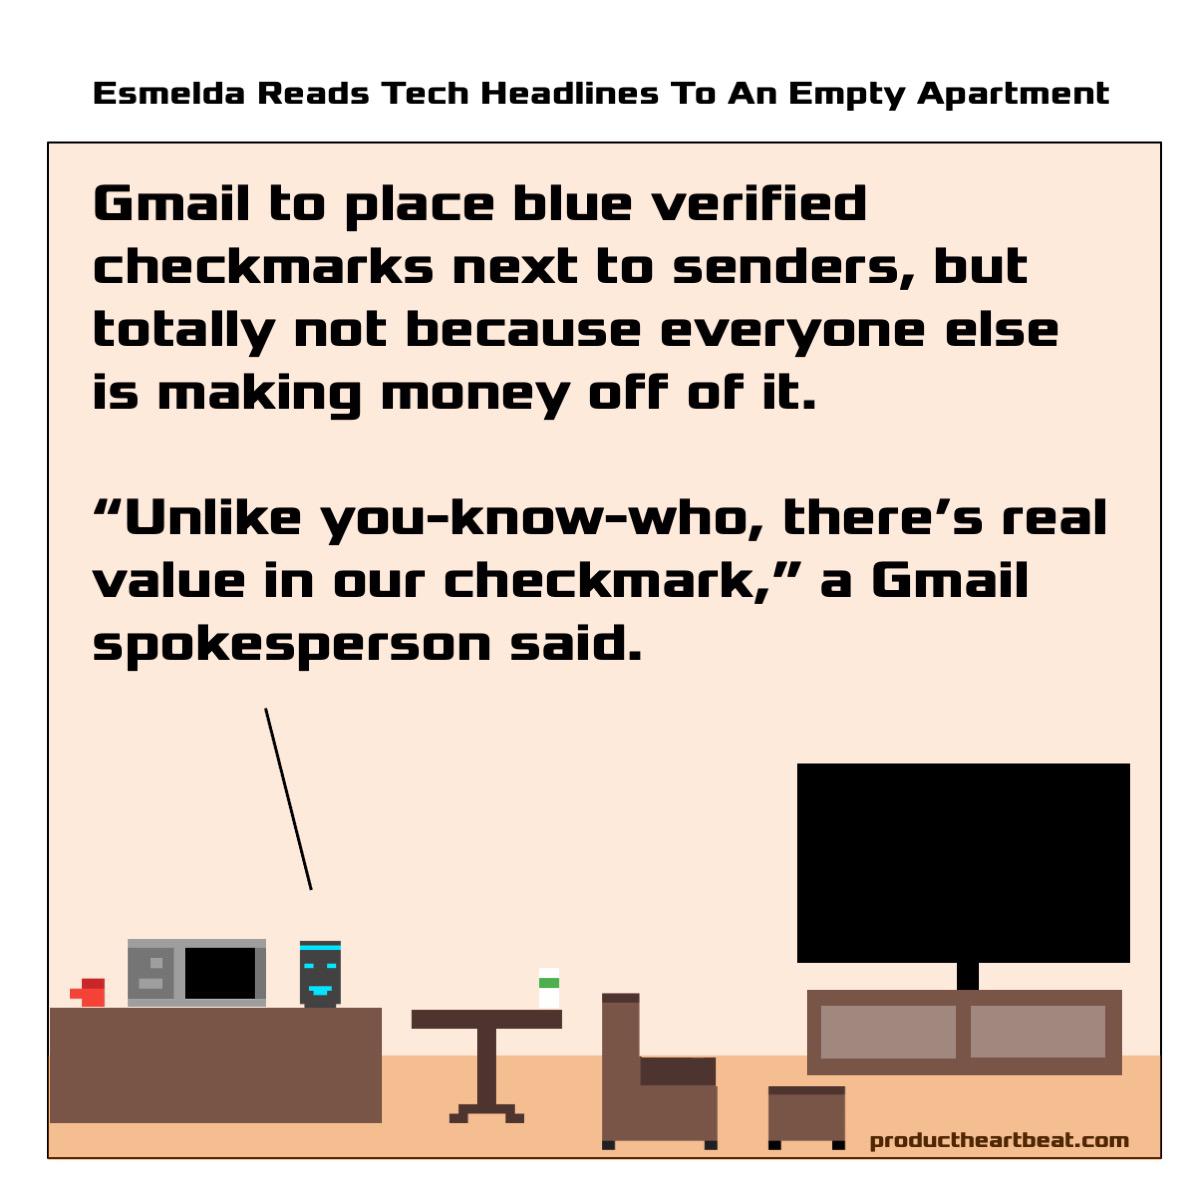 Esmelda Reads Tech Headlines To An Empty Apartment
Gmail to place blue verified
checkmarks next to senders, but
totally not because everyone else
is making money off of it.
“Unlike you-know-who, there’s real
value in our checkmark,” a Gmail
spokesperson said.
productheartbeat.com